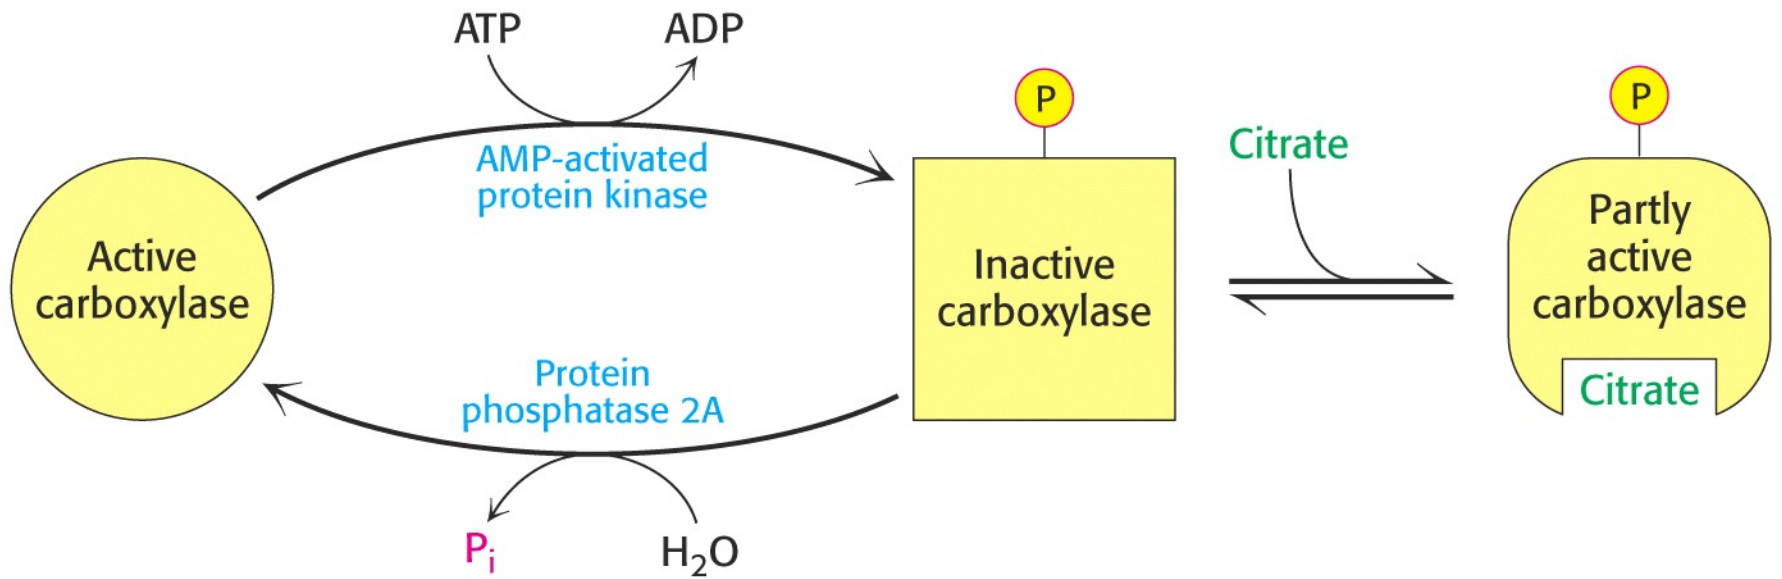 ATP
ADP
AMP-activated
protein kinase
Active
carboxylase
Protein
phosphatase 2A
Pi
H2O
P
Inactive
carboxylase
Citrate
P
Partly
active
carboxylase
Citrate